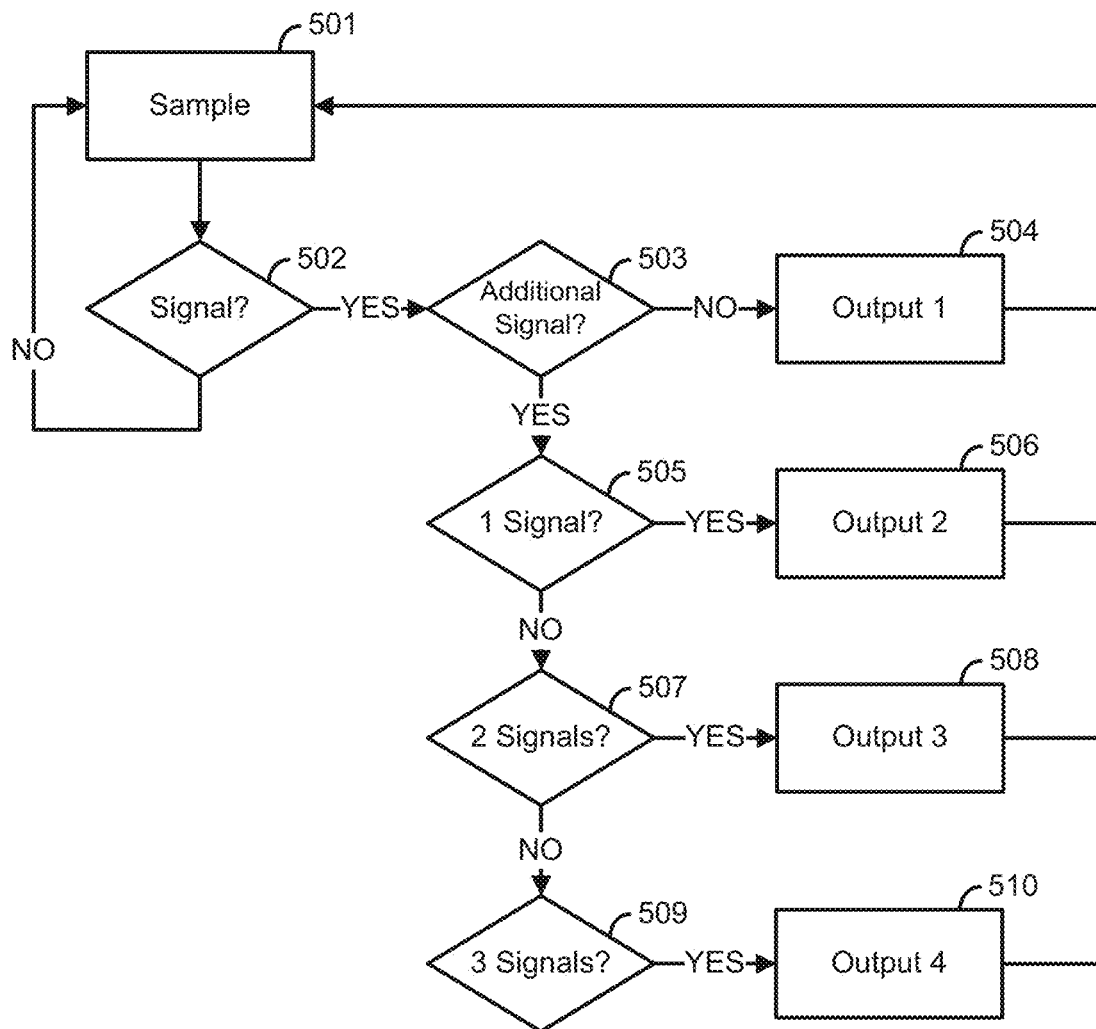 501
Sample
502
Signal?
YES
NO
503
Additional
Signal?
NO
504
Output 1
YES
505
1 Signal?
YES
506
Output 2
NO
507
2 Signals?
YES
508
Output 3
NO
509
3 Signals?
YES
510
Output 4